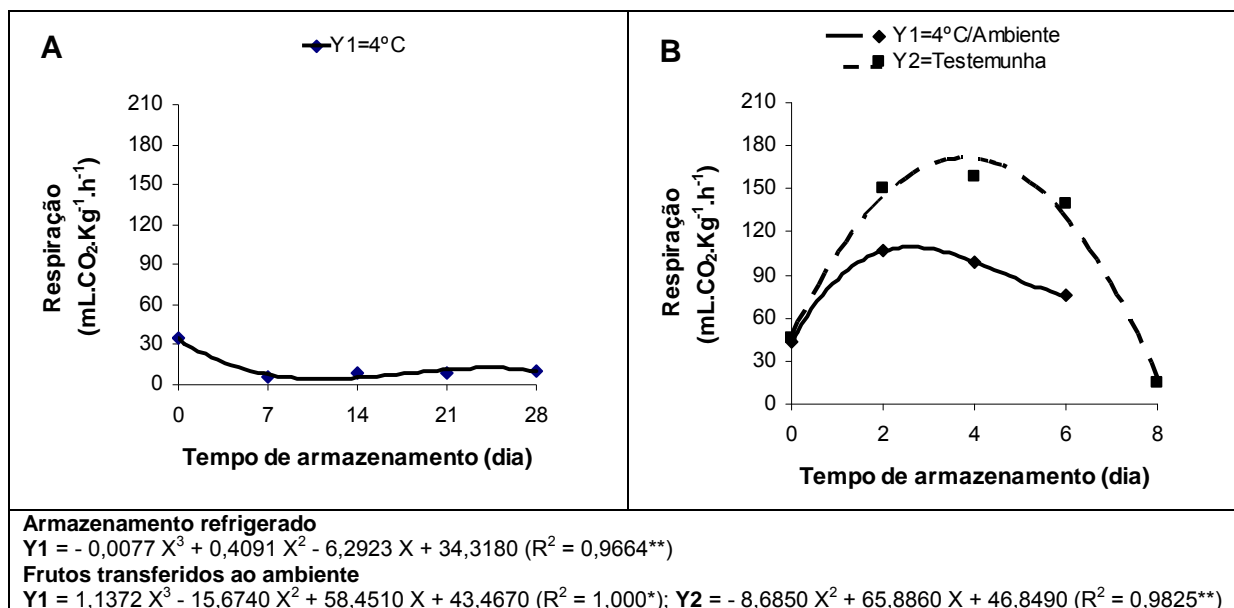 A
Y1=4ºC
Respiração
(mL.CO₂.Kg⁻¹.h⁻¹)
210
180
150
120
90
60
30
0
0 7 14 21 28
Tempo de armazenamento (dia)
B
Y1=4ºC/Ambiente
Y2=Testemunha
Respiração
(mL.CO₂.Kg⁻¹.h⁻¹)
210
180
150
120
90
60
30
0
0 2 4 6 8
Tempo de armazenamento (dia)
Armazenamento refrigerado
Y1 = - 0,0077 X³ + 0,4091 X² - 6,2923 X + 34,3180 (R² = 0,9664**)
Frutos transferidos ao ambiente
Y1 = 1,1372 X³ - 15,6740 X² + 58,4510 X + 43,4670 (R² = 1,000*); Y2 = - 8,6850 X² + 65,8860 X + 46,8490 (R² = 0,9825**)